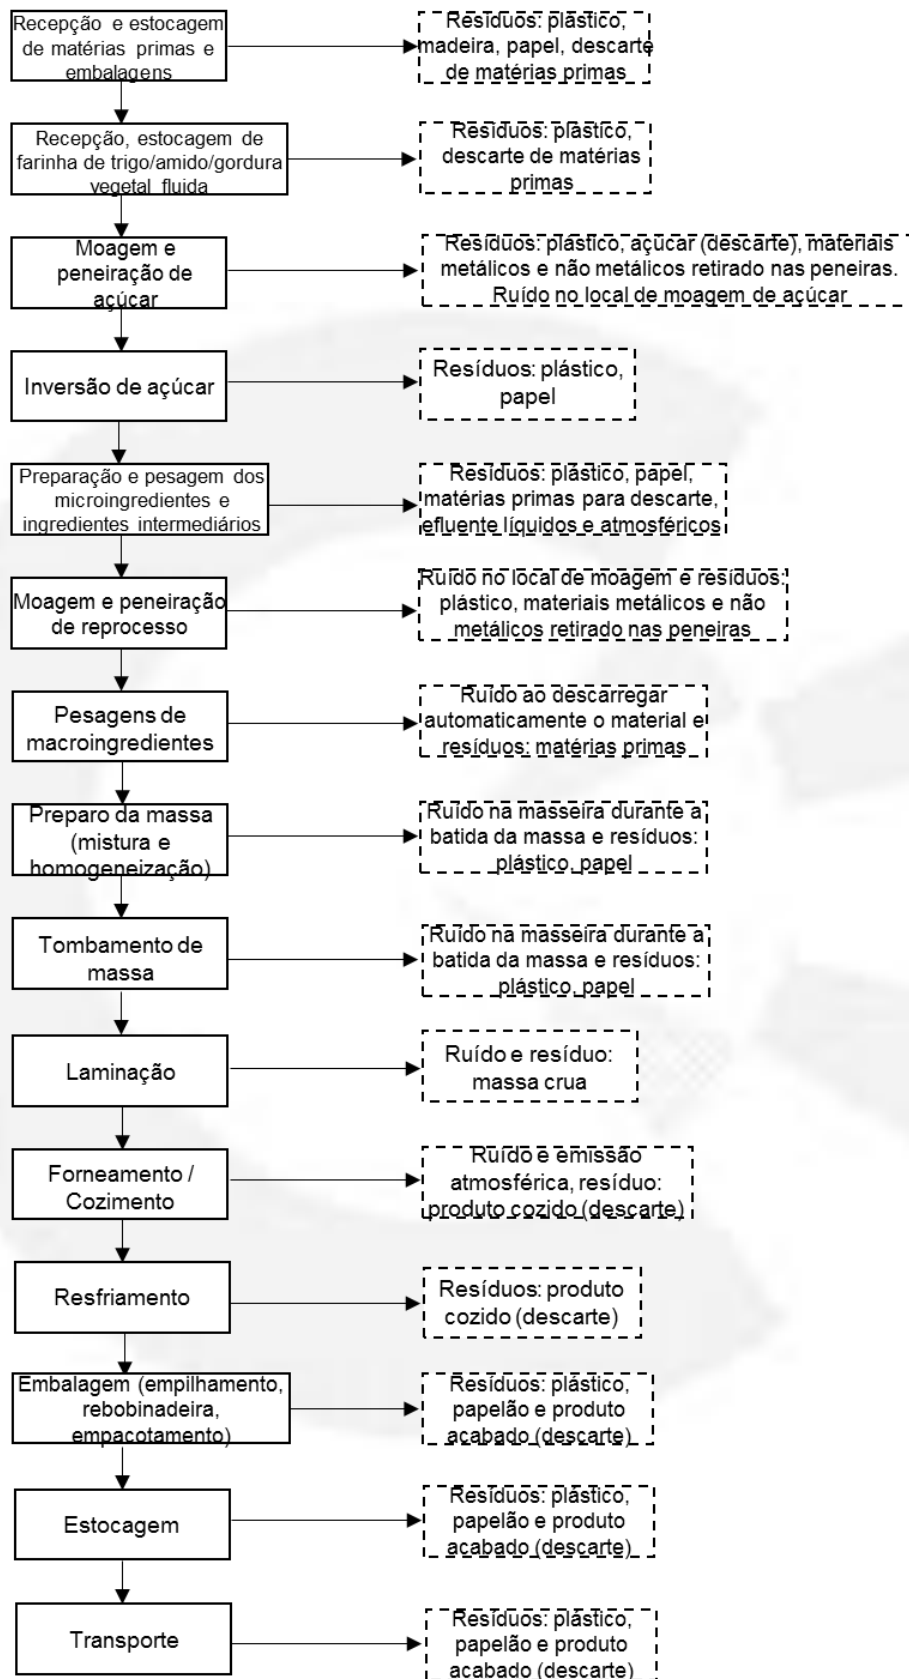 Recepção e estocagem
de matérias primas e
embalagens
Resíduos: plástico,
madeira, papel, descarte
de matérias primas
Recepção, estocagem de
farinha de trigo/amido/gordura
vegetal fluida
Resíduos: plástico,
descarte de matérias
primas
Moagem e
peneiração de
açúcar
Resíduos: plástico, açúcar (descarte), materiais
metálicos e não metálicos retirado nas peneiras.
Ruído no local de moagem de açúcar
Inversão de açúcar
Resíduos: plástico,
papel
Preparação e pesagem dos
microingredientes e
ingredientes intermediários
Resíduos: plástico, papel,
matérias primas para descarte,
efluente líquidos e atmosféricos
Moagem e peneiração
de reprocesso
Ruído no local de moagem e resíduos:
plástico, materiais metálicos e não
metálicos retirado nas peneiras
Pesagens de
macroingredientes
Ruído ao descarregar
automaticamente o material e
resíduos: matérias primas
Preparo da massa
(mistura e
homogeneização)
Ruído na masseira durante a
batida da massa e resíduos:
plástico, papel
Tombamento de
massa
Ruído na masseira durante a
batida da massa e resíduos:
plástico, papel
Laminação
Ruído e resíduo:
massa crua
Forneamento /
Cozimento
Ruído e emissão
atmosférica, resíduo:
produto cozido (descarte)
Resfriamento
Resíduos: produto
cozido (descarte)
Embalagem (empilhamento,
rebobinadeira,
empacotamento)
Resíduos: plástico,
papelão e produto
acabado (descarte)
Estocagem
Resíduos: plástico,
papelão e produto
acabado (descarte)
Transporte
Resíduos: plástico,
papelão e produto
acabado (descarte)